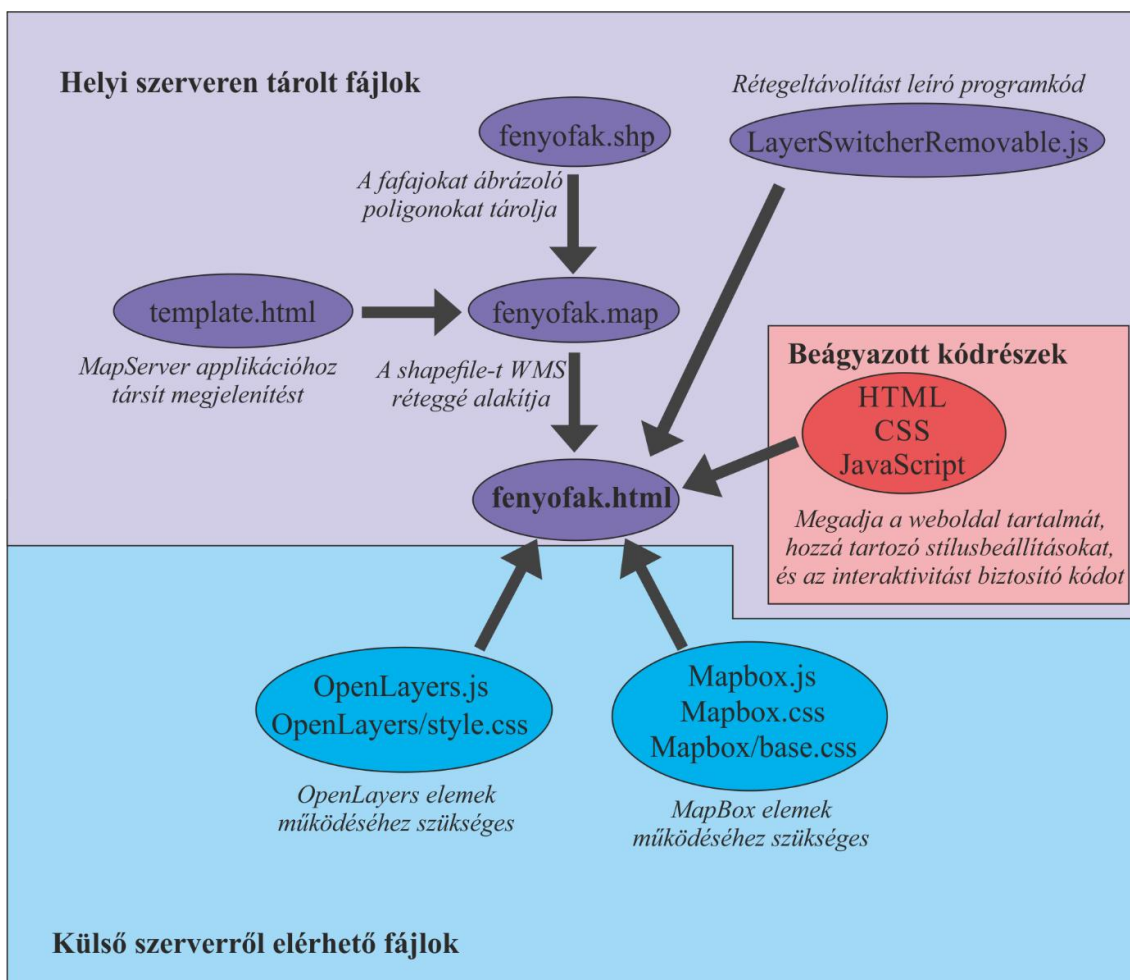 Helyi szerveren tárolt fájlok
Rétegeltávolítást leíró programkód
fenyofak.shp
LayerSwitcherRemovable.js
A fafajokat ábrázoló
poligonokat tárolja
template.html
fenyofak.map
MapServer applikációhoz
társít megjelenítést
A shapefile-t WMS
réteggé alakítja
Beágyazott kódrészek
HTML
CSS
JavaScript
fenyofak.html
Megadja a weboldal tartalmát,
hozzá tartozó stílusbeállításokat,
és az interaktivitást biztosító kódot
OpenLayers.js
OpenLayers/style.css
Mapbox.js
Mapbox.css
Mapbox/base.css
OpenLayers elemek
működéséhez szükséges
MapBox elemek
működéséhez szükséges
Külső szerverről elérhető fájlok